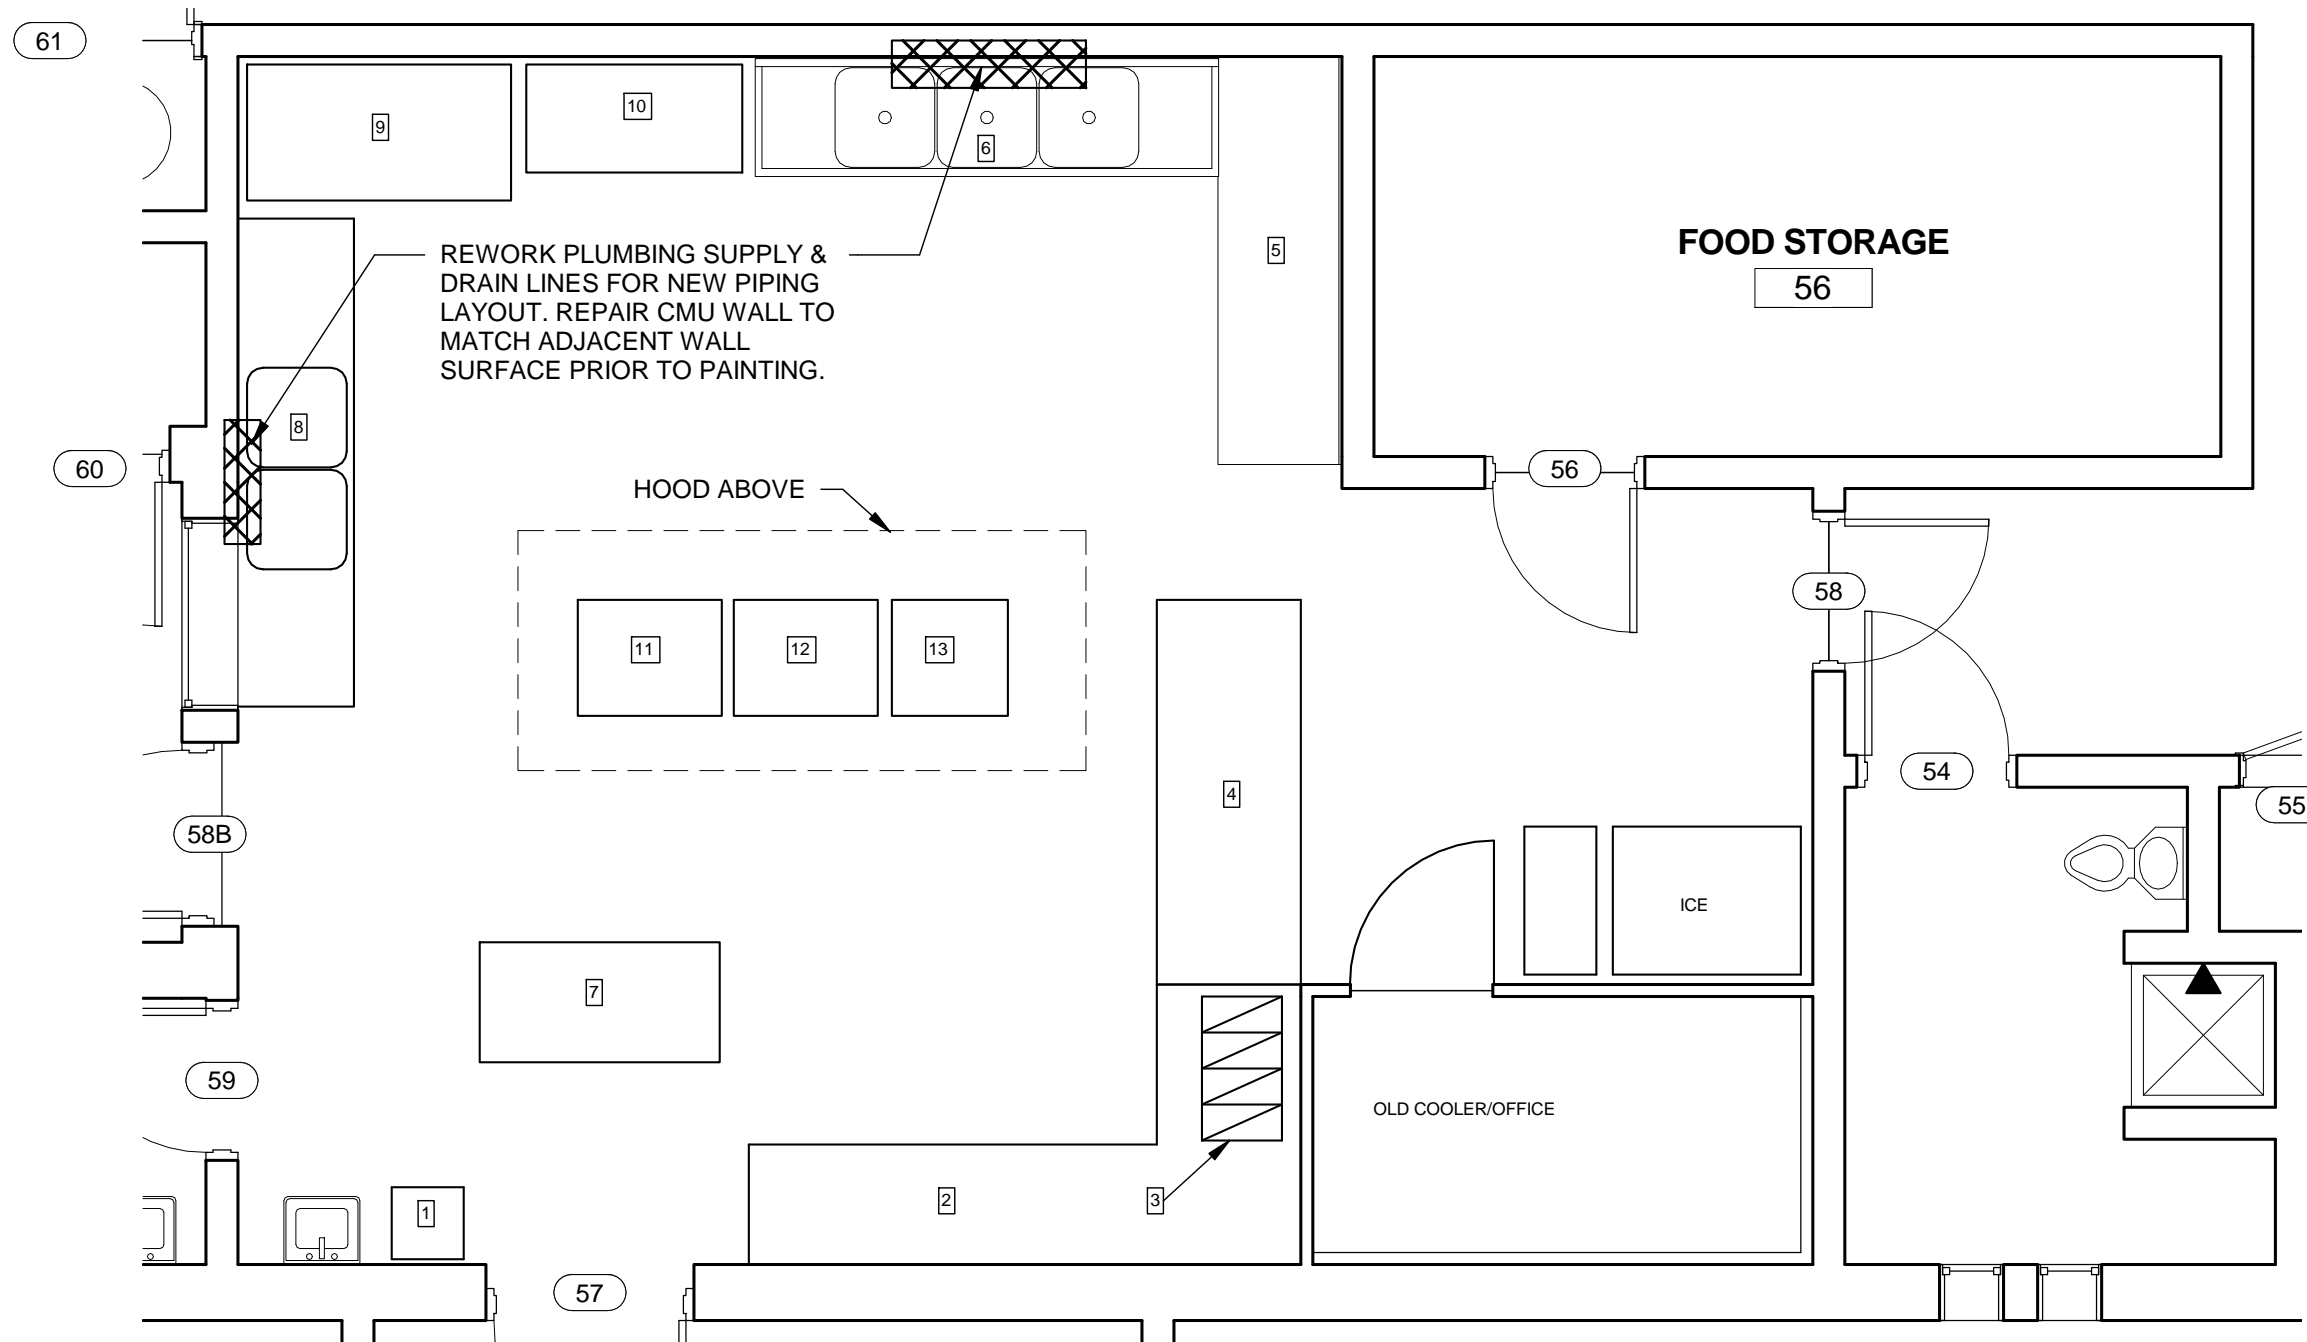 61
9
10
6
5
REWORK PLUMBING SUPPLY &
DRAIN LINES FOR NEW PIPING
LAYOUT. REPAIR CMU WALL TO
MATCH ADJACENT WALL
SURFACE PRIOR TO PAINTING.
FOOD STORAGE
56
8
60
HOOD ABOVE
56
58
11
12
13
4
54
55
58B
ICE
7
59
OLD COOLER/OFFICE
1
2
3
57